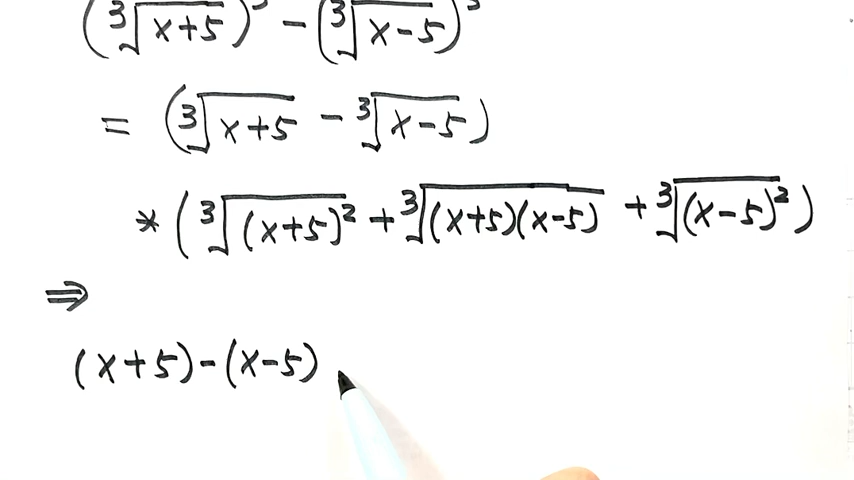 (∛(x+5))³ - (∛(x-5))³
= (∛(x+5) - ∛(x-5))
* (∛((x+5)²) + ∛((x+5)(x-5)) + ∛((x-5)²))
⇒
(x+5)-(x-5)